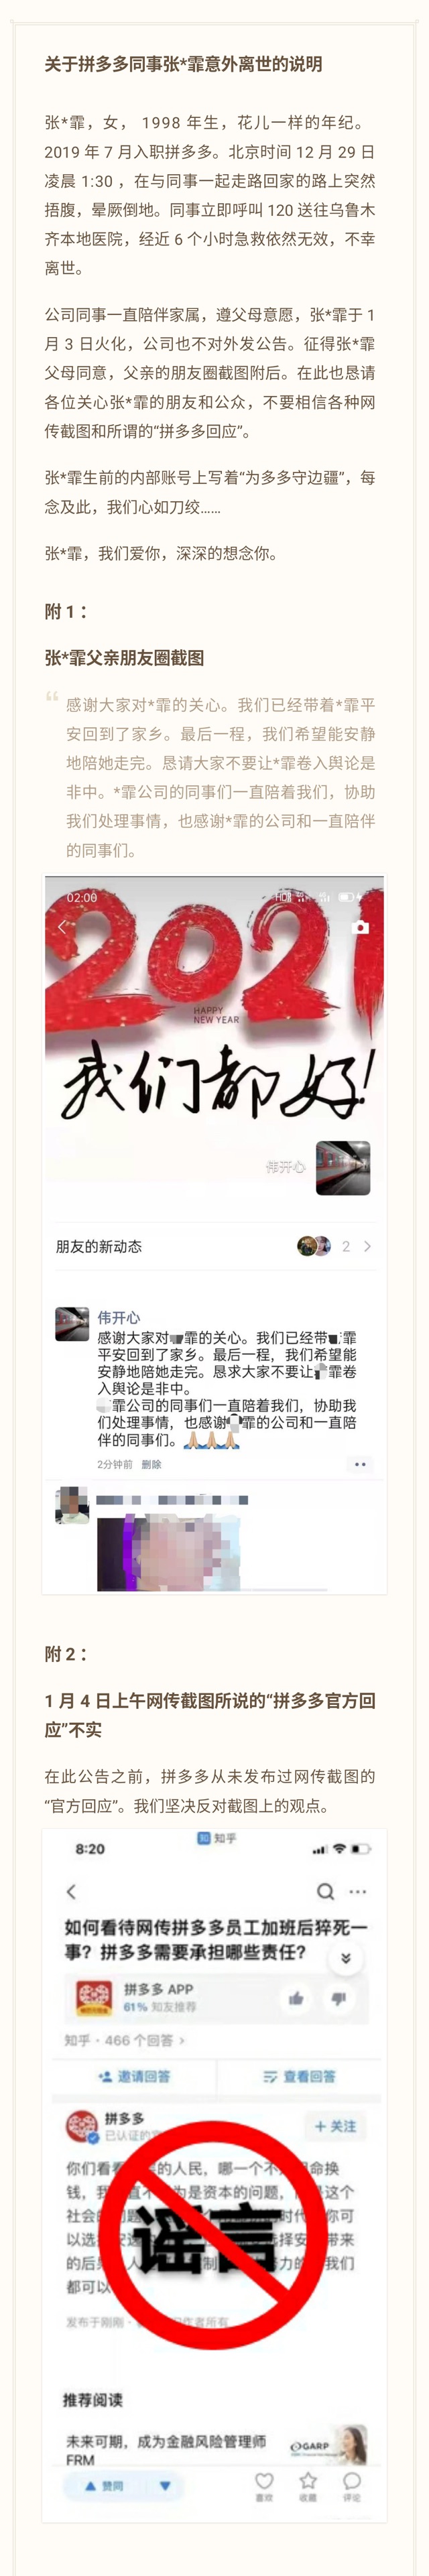 关于拼多多同事张*霏意外离世的说明
张*霏，女， 1998 年生，花儿一样的年纪。
2019 年 7 月入职拼多多。北京时间 12 月 29 日
凌晨 1:30 ，在与同事一起走路回家的路上突然
捂腹，晕厥倒地。同事立即呼叫 120 送往乌鲁木
齐本地医院，经近 6 个小时急救依然无效，不幸
离世。
公司同事一直陪伴家属，遵父母意愿，张*霏于 1
月 3 日火化，公司也不对外发公告。征得张*霏
父母同意，父亲的朋友圈截图附后。在此也恳请
各位关心张*霏的朋友和公众，不要相信各种网
传截图和所谓的“拼多多回应”。
张*霏生前的内部账号上写着“为多多守边疆”，每
念及此，我们心如刀绞……
张*霏，我们爱你，深深的想念你。
附 1：
张*霏父亲朋友圈截图
“ 感谢大家对*霏的关心。我们已经带着*霏平
安回到了家乡。最后一程，我们希望能安静
地陪她走完。恳请大家不要让*霏卷入舆论是
非中。*霏公司的同事们一直陪着我们，协助
我们处理事情，也感谢*霏的公司和一直陪伴
的同事们。
02:00
2021
HAPPY
NEW YEAR
我们都好!
伟开心
朋友的新动态 2
伟开心
感谢大家对 霏的关心。我们已经带 霏
平安回到了家乡。最后一程，我们希望能
安静地陪她走完。恳求大家不要让 霏卷
入舆论是非中。
霏公司的同事们一直陪着我们，协助我
们处理事情，也感谢 霏的公司和一直陪
伴的同事们。🙏🙏🙏
2分钟前 删除
附 2：
1 月 4 日上午网传截图所说的“拼多多官方回
应”不实
在此公告之前，拼多多从未发布过网传截图的
“官方回应”。我们坚决反对截图上的观点。
知 知乎
8:20
如何看待网传拼多多员工加班后猝死一
事？拼多多需要承担哪些责任？
拼多多 APP
61% 知友推荐
知乎 · 466 个回答 >
邀请回答 查看回答
拼多多
已认证的
+ 关注
你们看看 的人民，哪一个不 命换
钱，我 直不 为是资本的问题， 是这个
社会的问 时代 你可
以选 安逸 选择安 带来
的后 人 制 力的 我们
都可以
谣言
发布于刚刚 · 作者所有
推荐阅读
未来可期，成为金融风险管理师
FRM
GARP
赞同
喜欢 收藏 评论